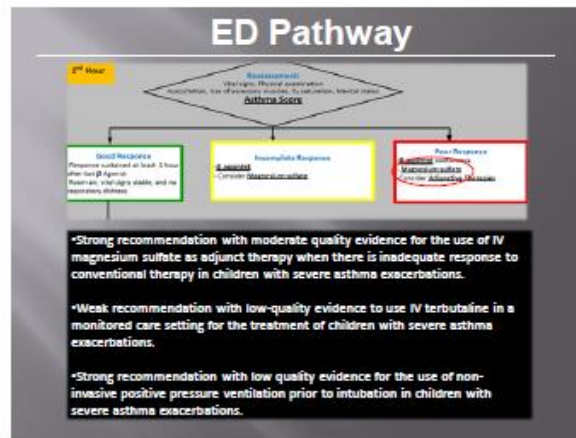 ED Pathway
2nd Hour
Reassessment
Vital signs, Physical examination
Auscultation, Use of accessory muscles, O₂ saturation, Mental status
Asthma Score
Good Response
Response sustained at least 1 hour
after last β Agonist
Room air, vital signs stable, and no
respiratory distress
Incomplete Response
-β agonist
- Consider Magnesium sulfate
Poor Response
-β agonist
- Magnesium sulfate
-Consider Adjunctive Therapies
•Strong recommendation with moderate quality evidence for the use of IV
magnesium sulfate as adjunct therapy when there is inadequate response to
conventional therapy in children with severe asthma exacerbations.
•Weak recommendation with low-quality evidence to use IV terbutaline in a
monitored care setting for the treatment of children with severe asthma
exacerbations.
•Strong recommendation with low quality evidence for the use of non-
invasive positive pressure ventilation prior to intubation in children with
severe asthma exacerbations.